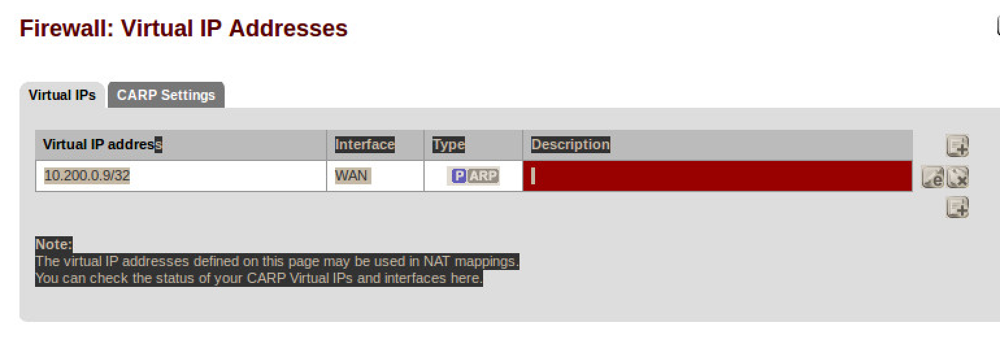 Firewall: Virtual IP Addresses
Virtual IPs CARP Settings
Virtual IP address Interface Type Description
10.200.0.9/32 WAN P ARP
e x
Note:
The virtual IP addresses defined on this page may be used in NAT mappings.
You can check the status of your CARP Virtual IPs and interfaces here.